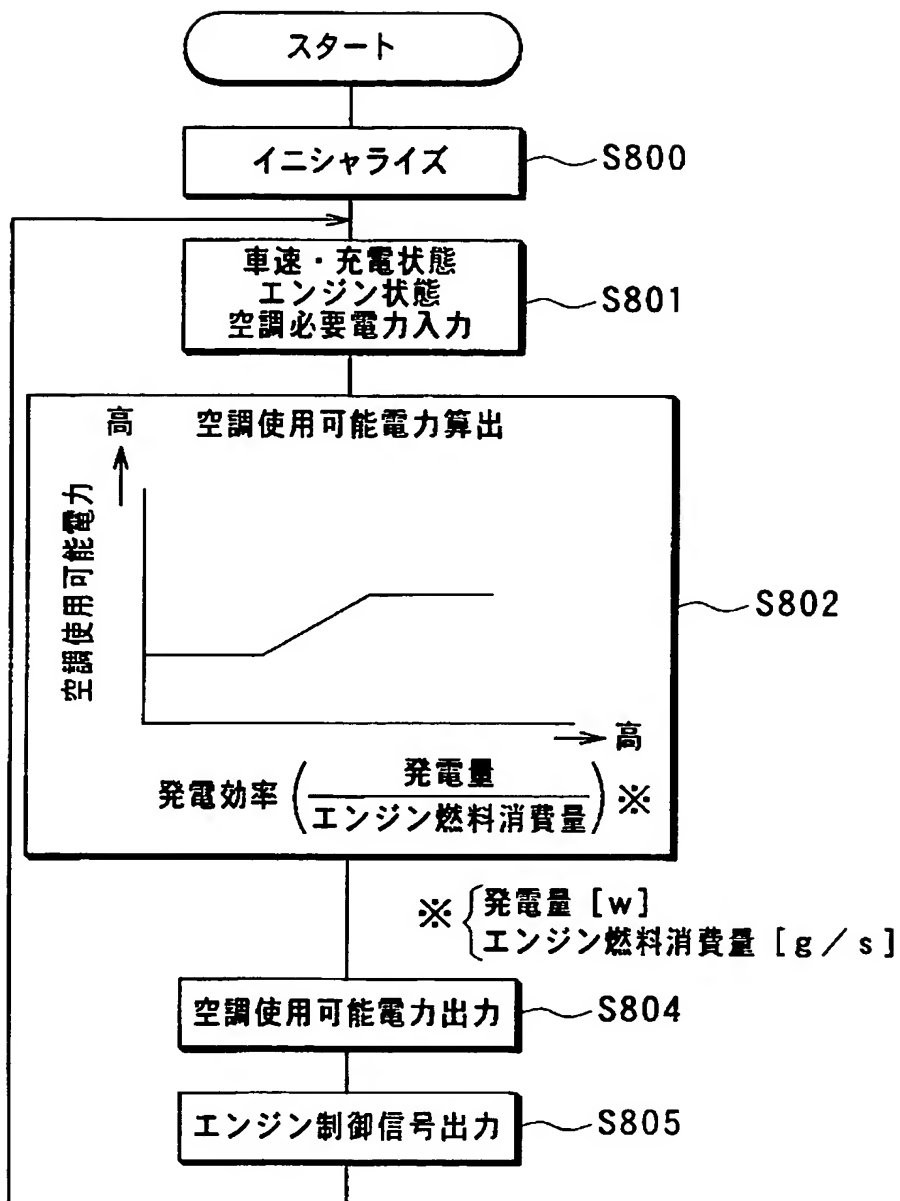 スタート
イニシャライズ
S800
車速・充電状態
エンジン状態
空調必要電力入力
S801
空調使用可能電力算出
高
空調使用可能電力
S802
高
発電効率(発電量/エンジン燃料消費量)※
※{発電量[w]
エンジン燃料消費量[g/s]
空調使用可能電力出力
S804
エンジン制御信号出力
S805